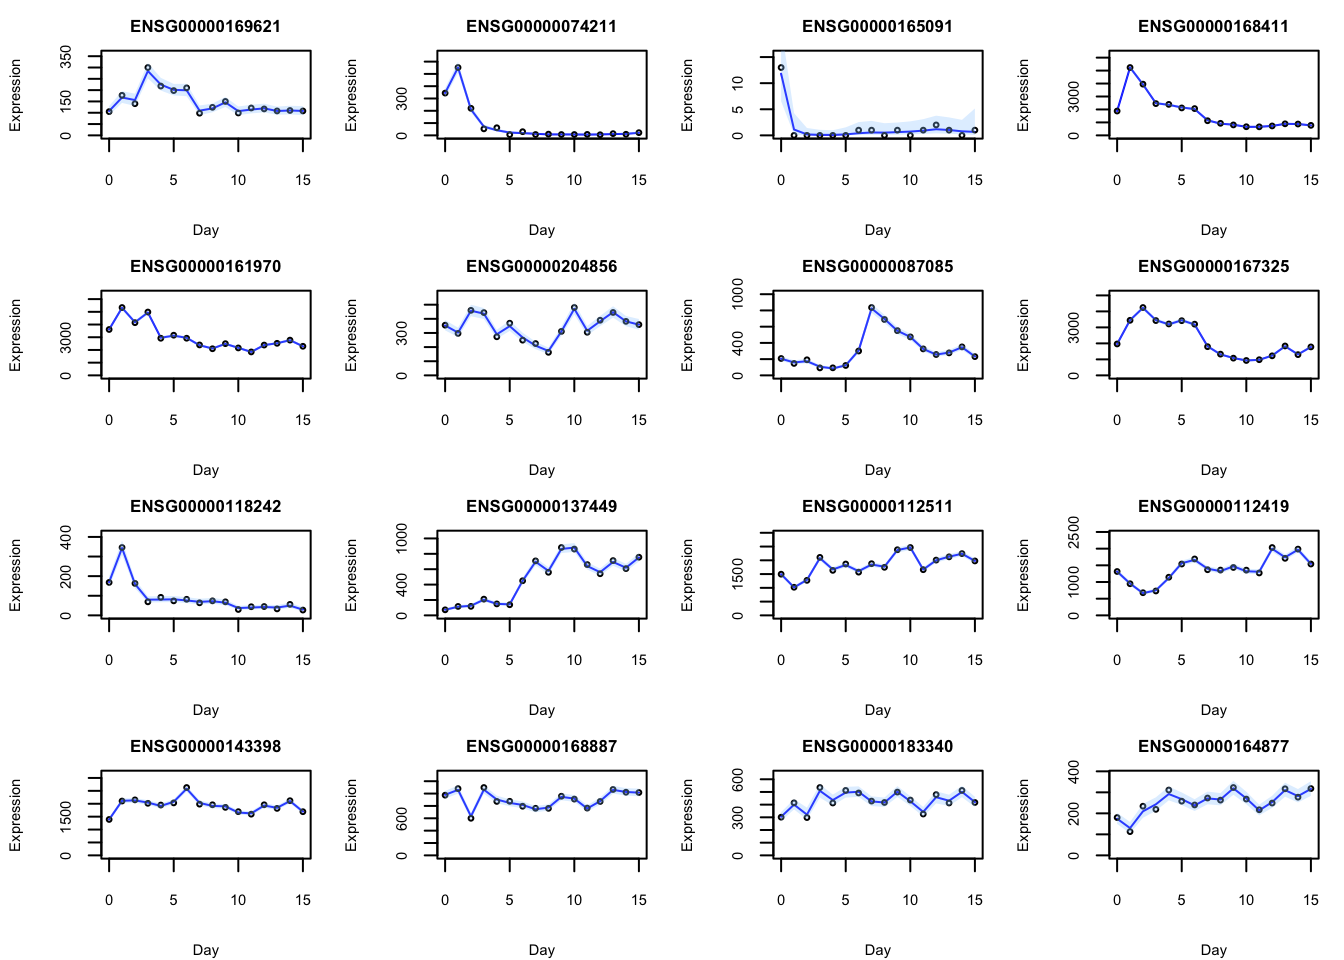 ENSG00000169621 ENSG00000074211 ENSG00000165091 ENSG00000168411
Expression 0 150 350 Expression 0 300 Expression 0 5 10 Expression 0 3000
0 5 10 15 0 5 10 15 0 5 10 15 0 5 10 15
Day Day Day Day
ENSG00000161970 ENSG00000204856 ENSG00000087085 ENSG00000167325
Expression 0 3000 Expression 0 300 Expression 0 400 1000 Expression 0 3000
0 5 10 15 0 5 10 15 0 5 10 15 0 5 10 15
Day Day Day Day
ENSG00000118242 ENSG00000137449 ENSG00000112511 ENSG00000112419
Expression 0 200 400 Expression 0 400 1000 Expression 0 1500 Expression 0 1000 2500
0 5 10 15 0 5 10 15 0 5 10 15 0 5 10 15
Day Day Day Day
ENSG00000143398 ENSG00000168887 ENSG00000183340 ENSG00000164877
Expression 0 1500 Expression 0 600 Expression 0 300 600 Expression 0 200 400
0 5 10 15 0 5 10 15 0 5 10 15 0 5 10 15
Day Day Day Day